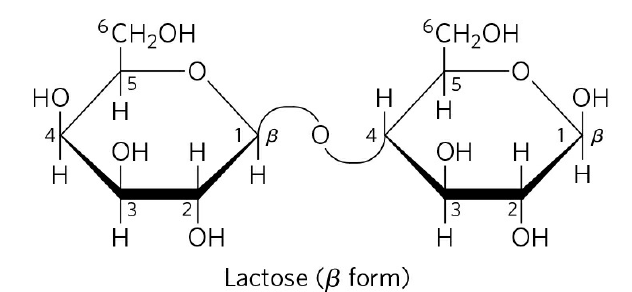 6CH2OH 6CH2OH
O O
HO 5 H 5 OH
H H
4 1 β O 4 1 β
OH H OH H
H H H
3 2 3 2
H OH H OH
Lactose (β form)